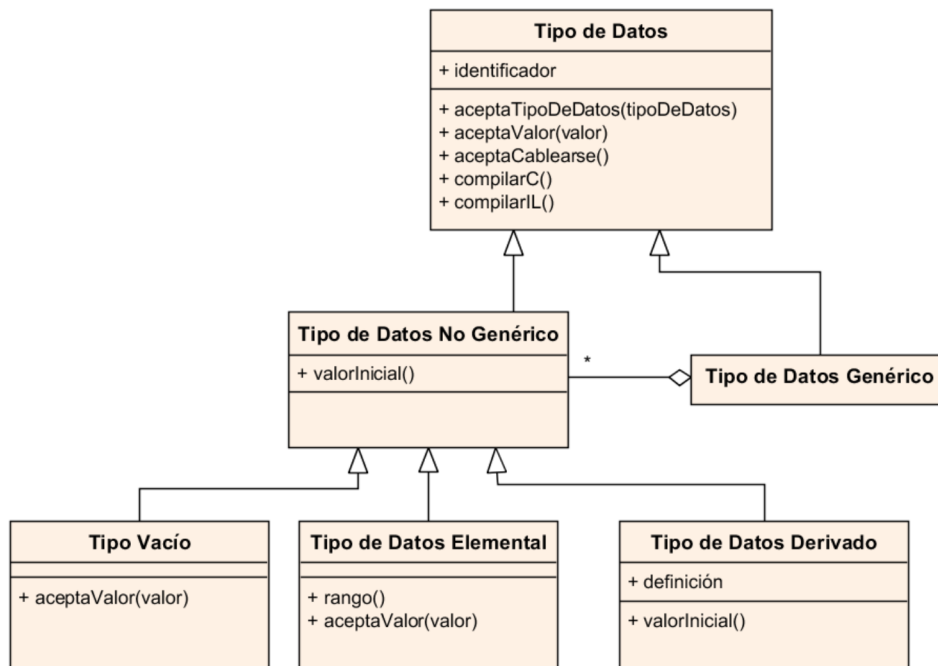 Tipo de Datos
+ identificador
+ aceptaTipoDeDatos(tipoDeDatos)
+ aceptaValor(valor)
+ aceptaCablearse()
+ compilarC()
+ compilarIL()
Tipo de Datos No Genérico
+ valorInicial()
*
Tipo de Datos Genérico
Tipo Vacío
+ aceptaValor(valor)
Tipo de Datos Elemental
+ rango()
+ aceptaValor(valor)
Tipo de Datos Derivado
+ definición
+ valorInicial()